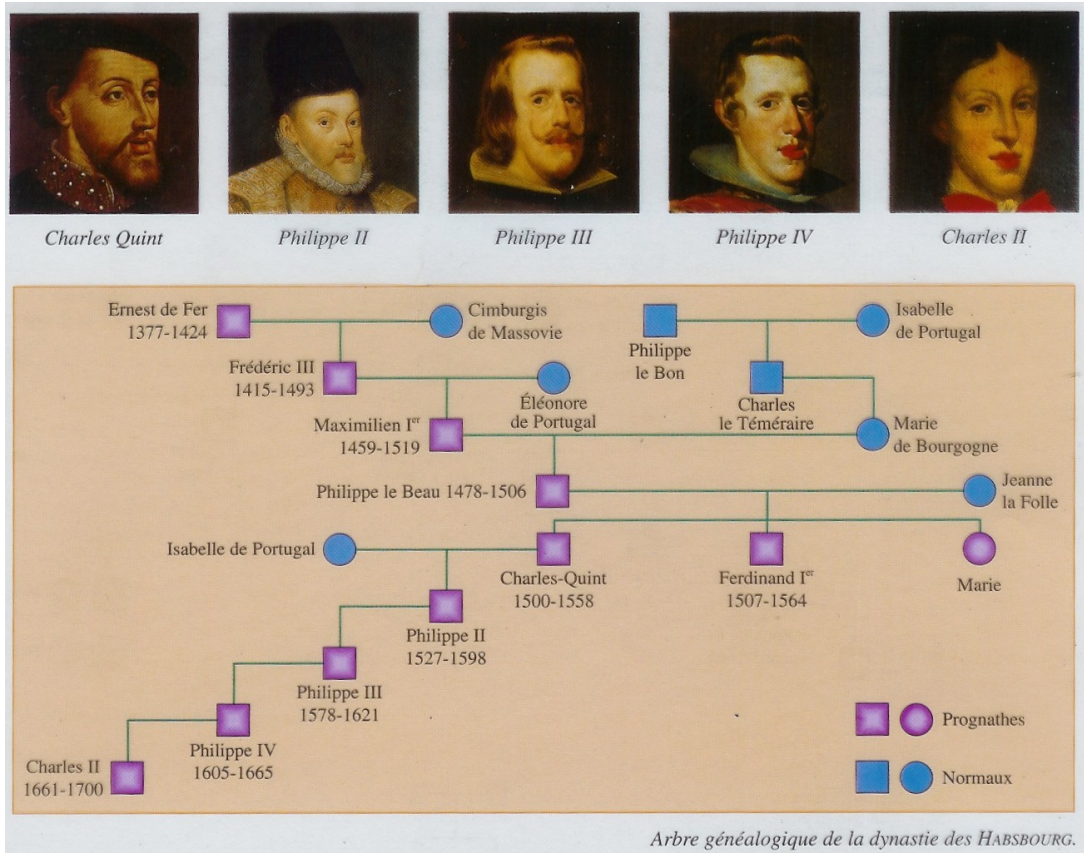 Charles Quint
Philippe II
Philippe III
Philippe IV
Charles II
Ernest de Fer
1377-1424
Cimburgis
de Massovie
Philippe
le Bon
Isabelle
de Portugal
Frédéric III
1415-1493
Éléonore
de Portugal
Charles
le Téméraire
Maximilien Iᵉʳ
1459-1519
Marie
de Bourgogne
Philippe le Beau 1478-1506
Jeanne
la Folle
Isabelle de Portugal
Charles-Quint
1500-1558
Ferdinand Iᵉʳ
1507-1564
Marie
Philippe II
1527-1598
Philippe III
1578-1621
Philippe IV
1605-1665
Charles II
1661-1700
Prognathes
Normaux
Arbre généalogique de la dynastie des HABSBOURG.